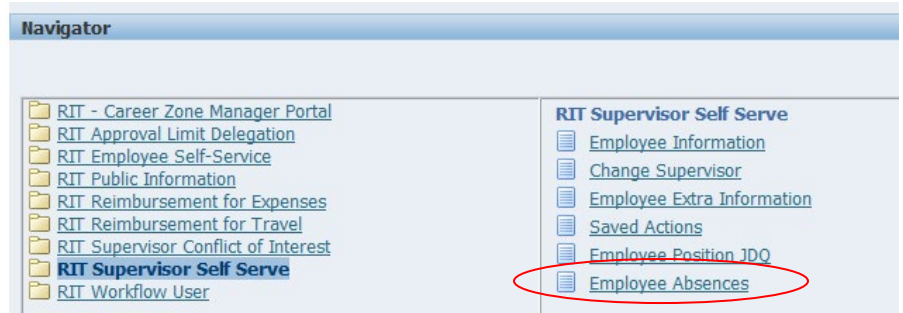 Navigator
RIT - Career Zone Manager Portal
RIT Approval Limit Delegation
RIT Employee Self-Service
RIT Public Information
RIT Reimbursement for Expenses
RIT Reimbursement for Travel
RIT Supervisor Conflict of Interest
RIT Supervisor Self Serve
RIT Workflow User
RIT Supervisor Self Serve
Employee Information
Change Supervisor
Employee Extra Information
Saved Actions
Employee Position JDQ
Employee Absences